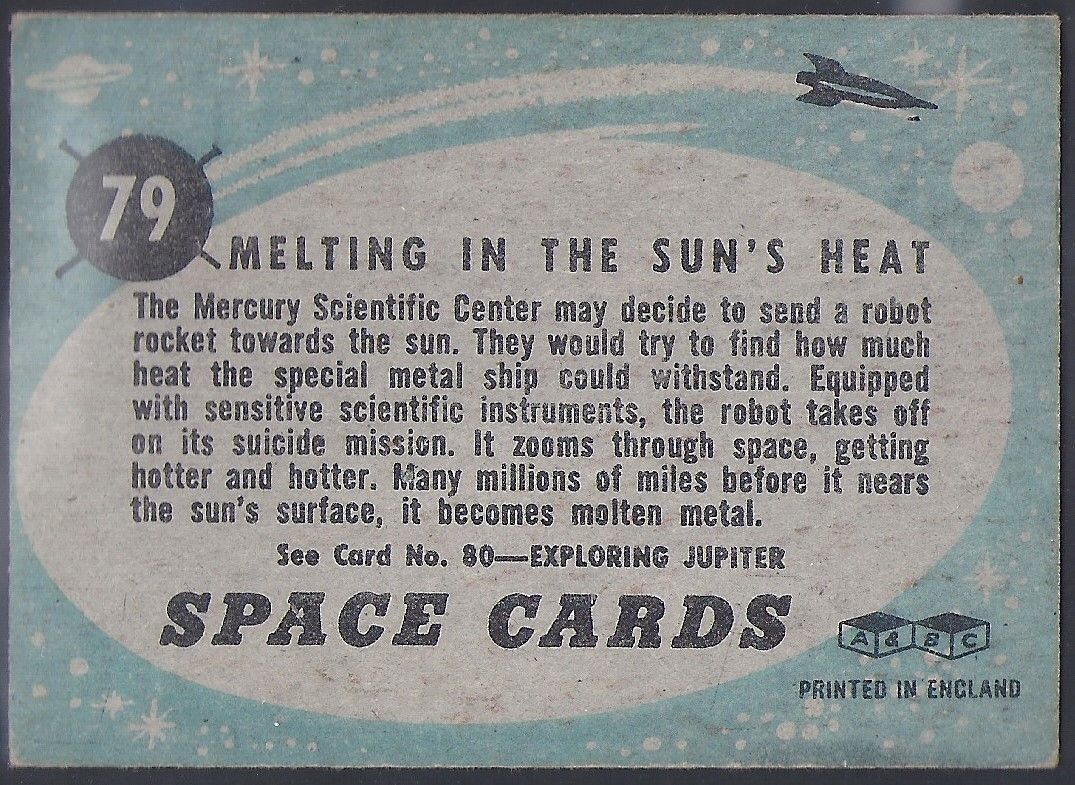 79
MELTING IN THE SUN'S HEAT
The Mercury Scientific Center may decide to send a robot
rocket towards the sun. They would try to find how much
heat the special metal ship could withstand. Equipped
with sensitive scientific instruments, the robot takes off
on its suicide mission. It zooms through space, getting
hotter and hotter. Many millions of miles before it nears
the sun's surface, it becomes molten metal.
See Card No. 80—EXPLORING JUPITER
SPACE CARDS
A & B C
PRINTED IN ENGLAND